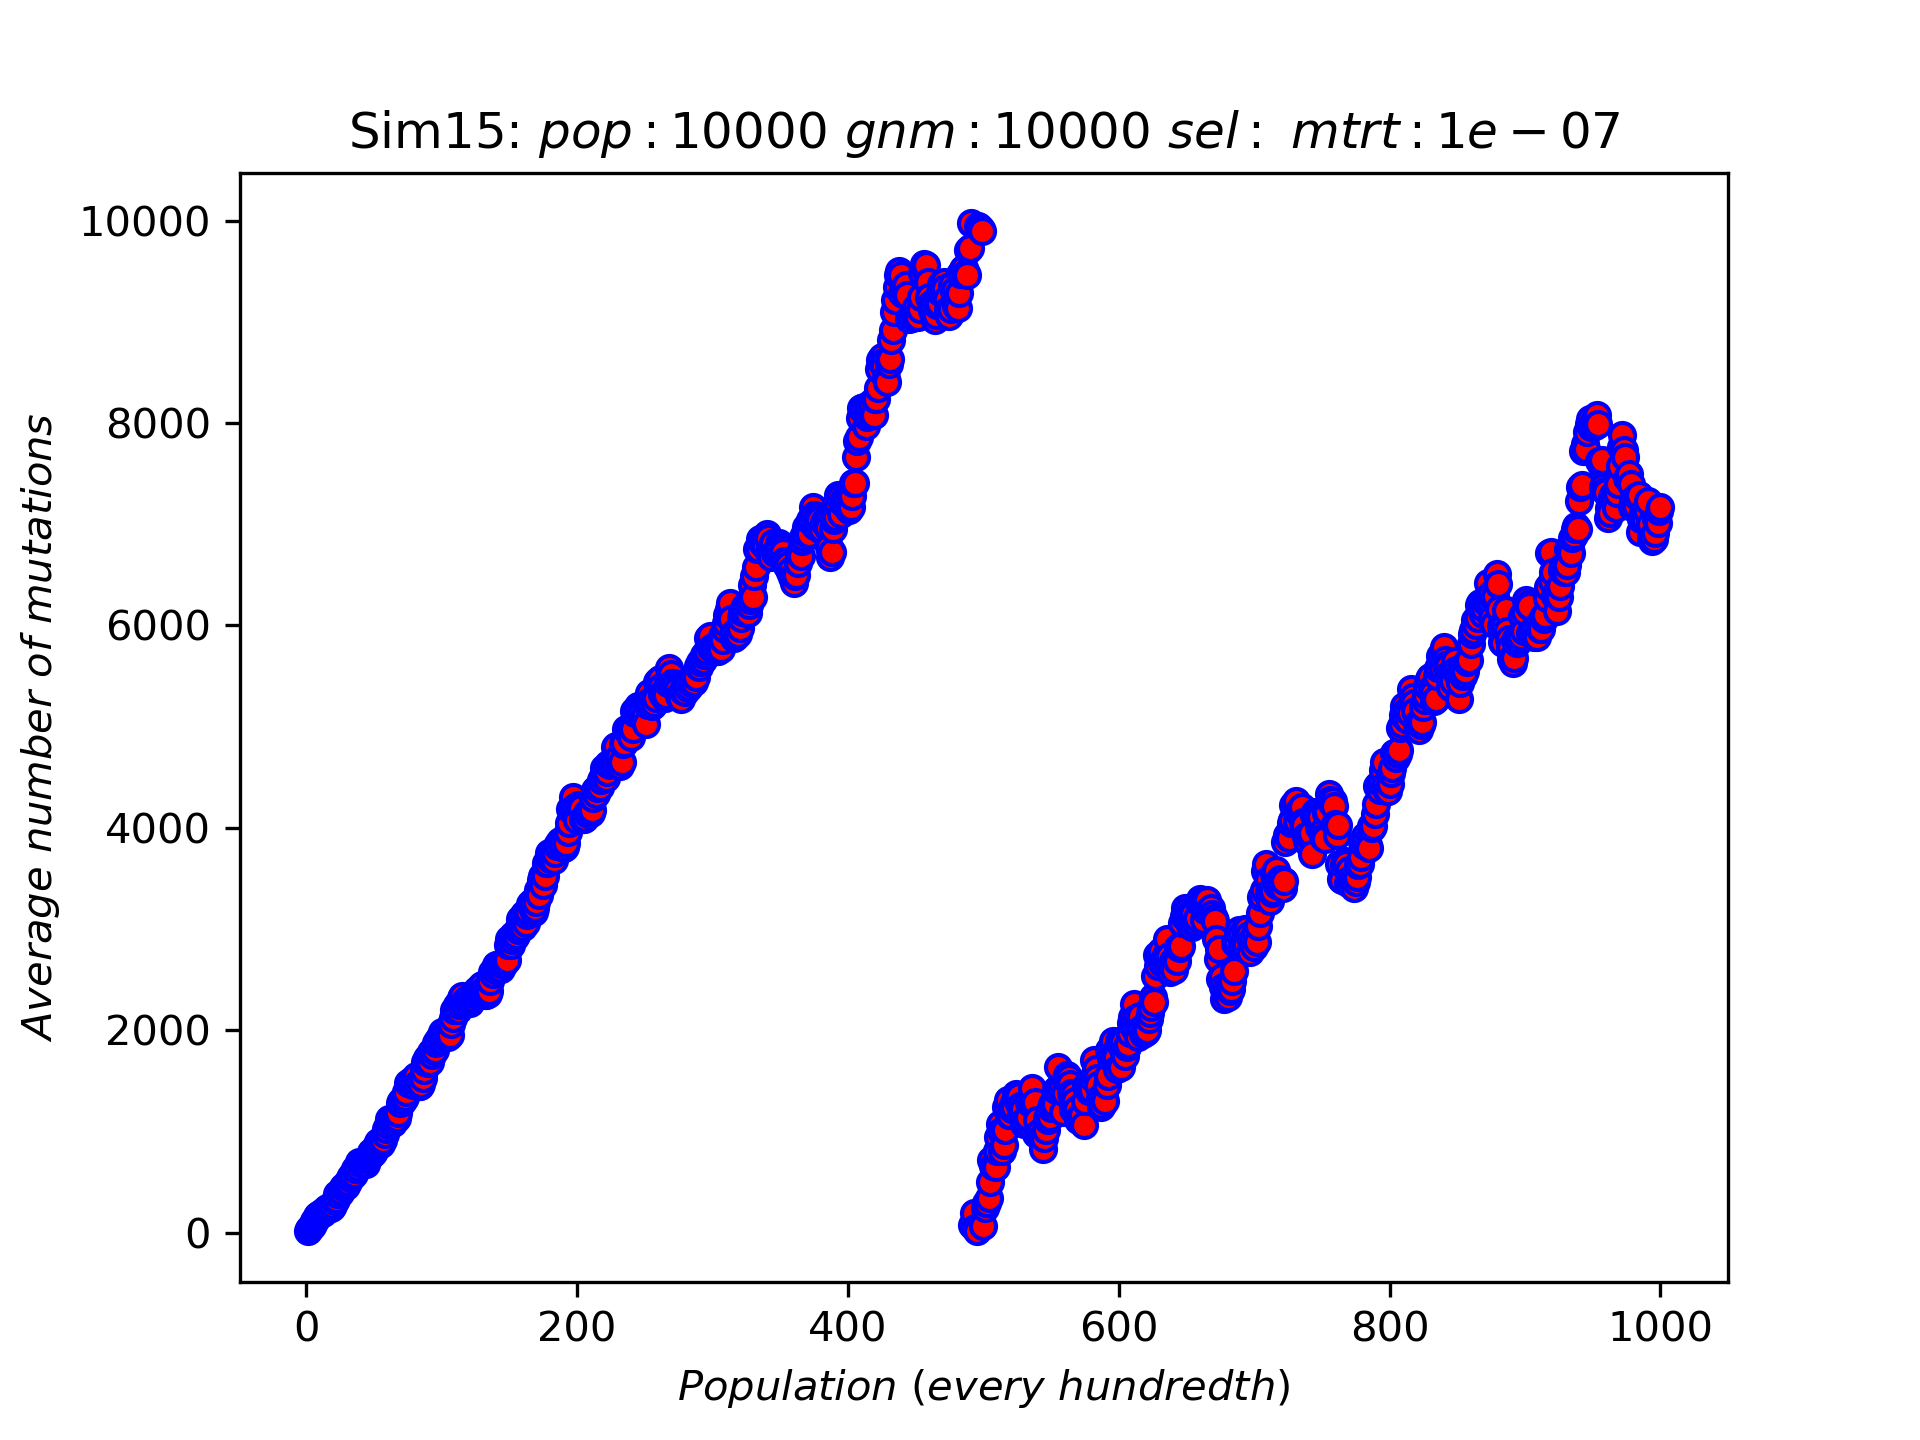 Sim15: pop : 10000 gnm : 10000 sel : mtrt : 1e − 07
10000
8000
6000
4000
2000
0
Average number of mutations
0 200 400 600 800 1000
Population (every hundredth)